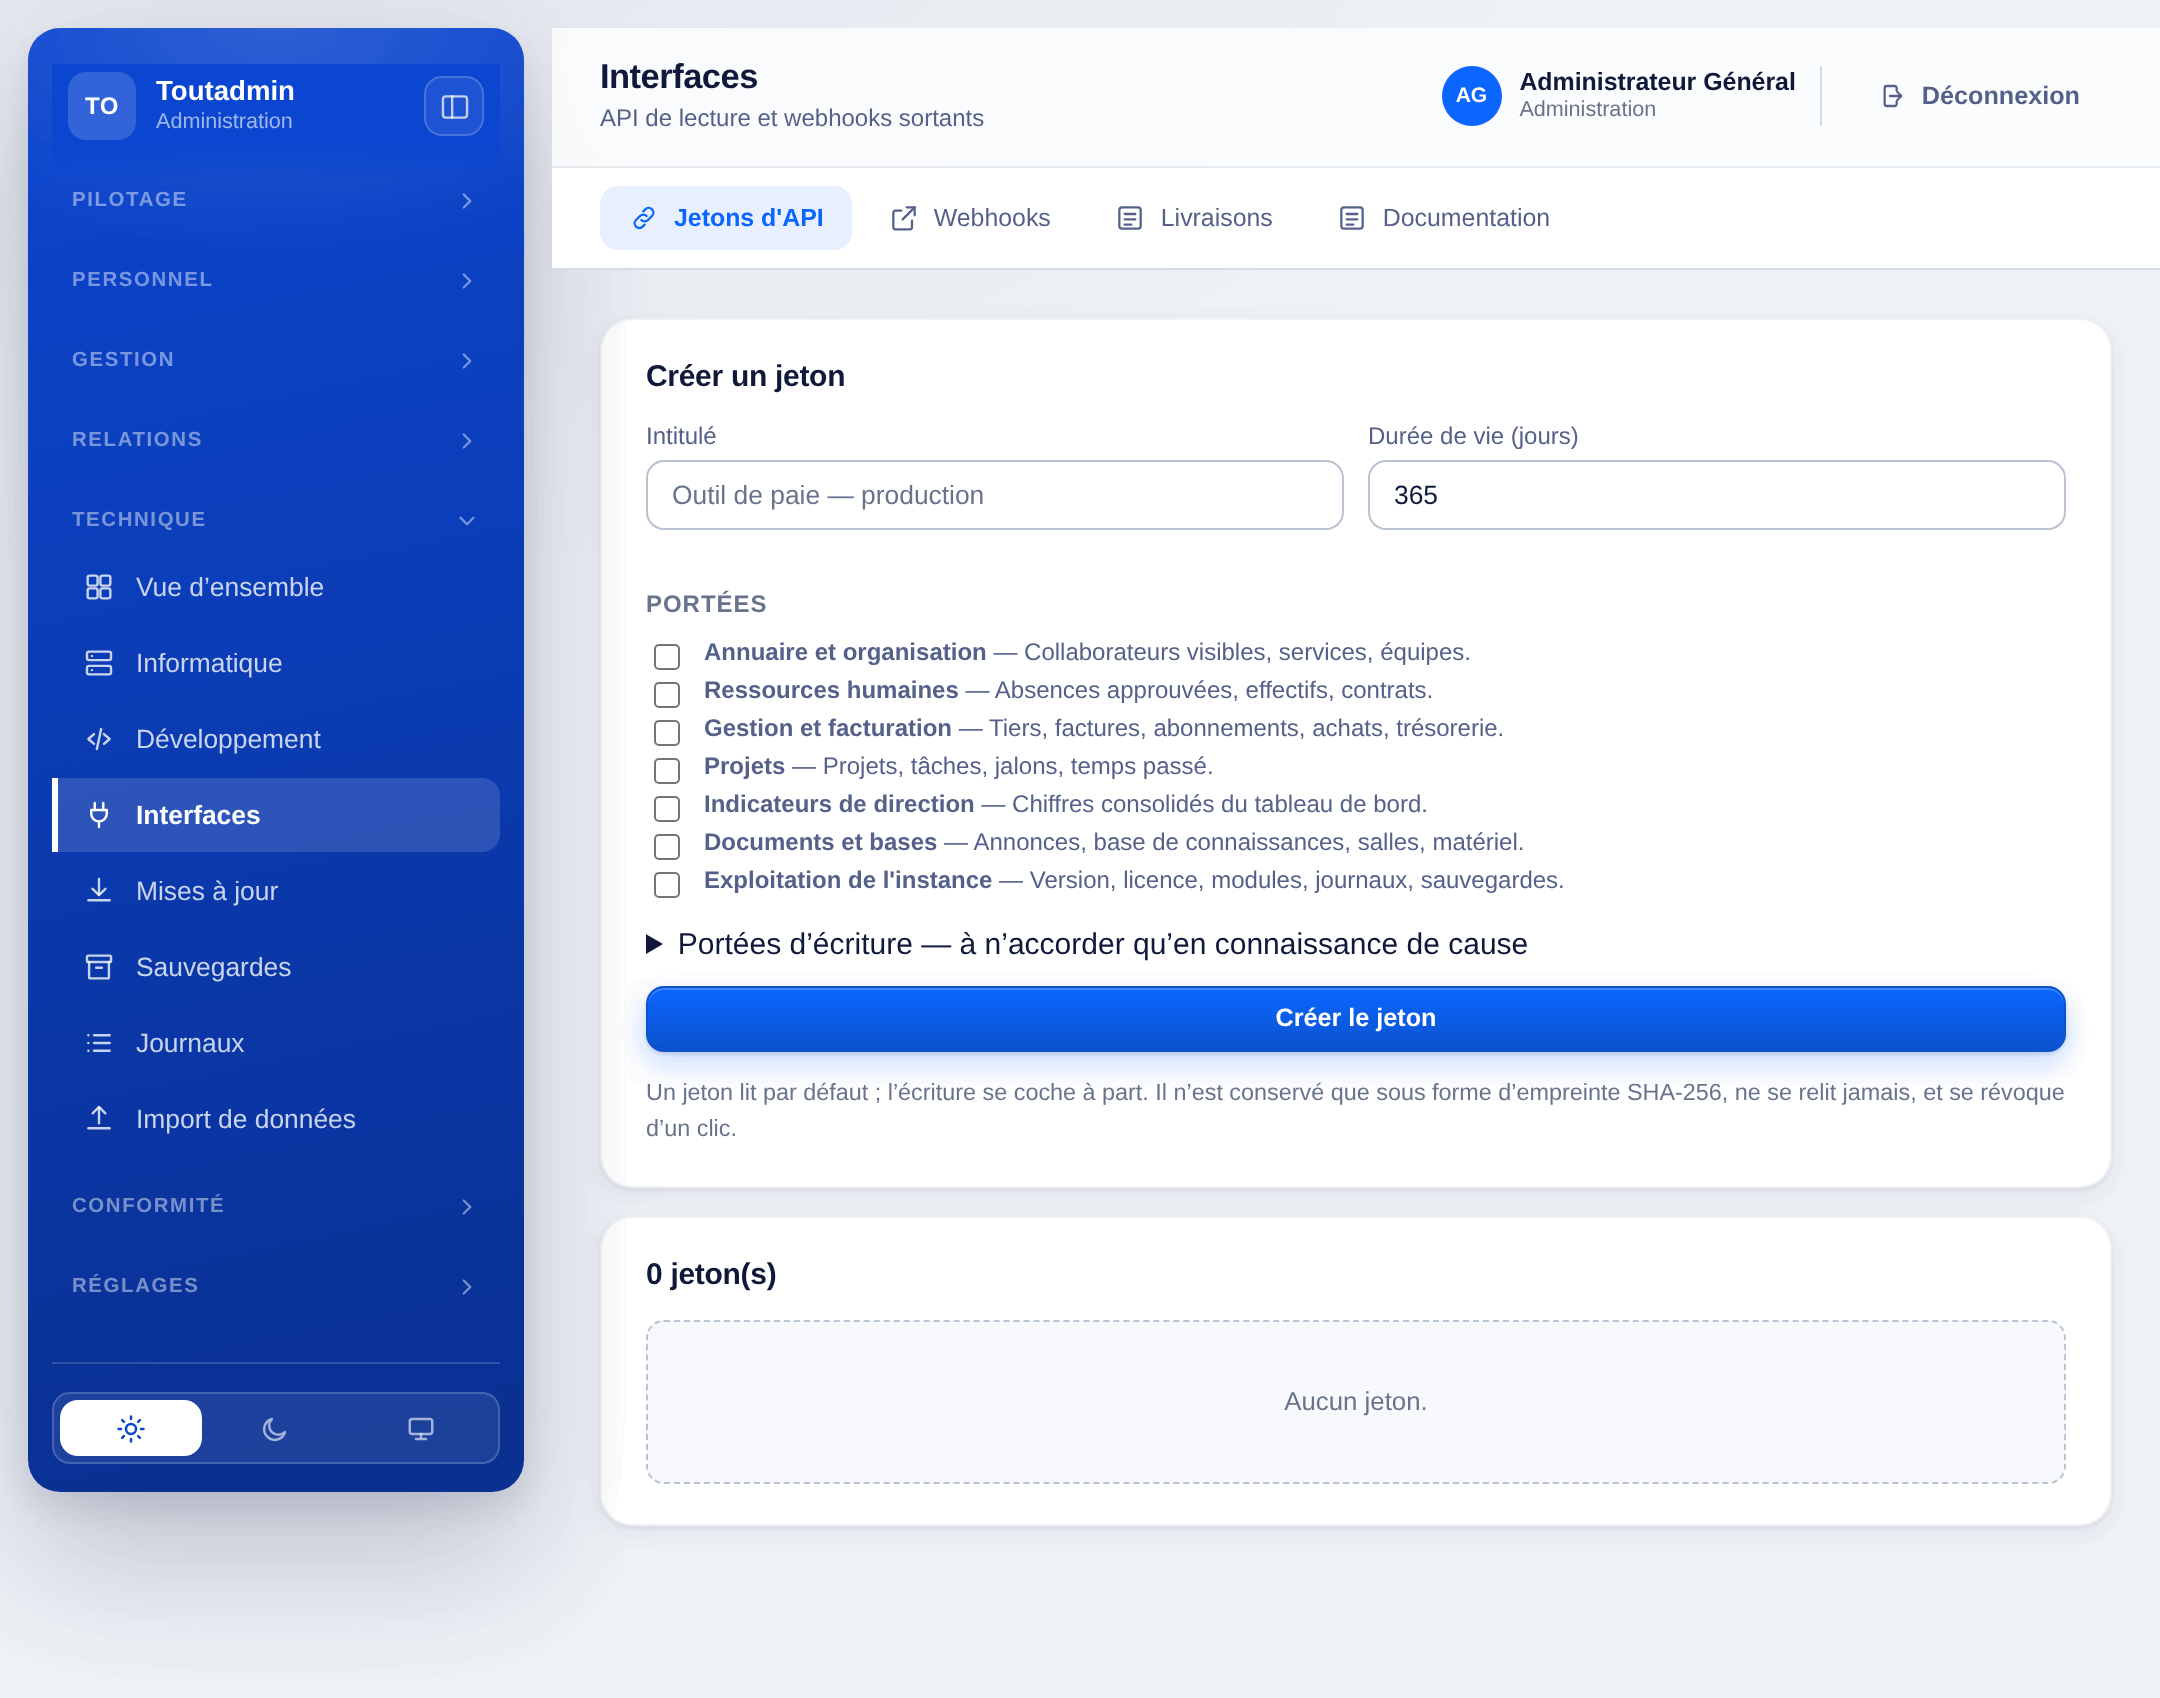 TO
Toutadmin
Administration
PILOTAGE
PERSONNEL
GESTION
RELATIONS
TECHNIQUE
Vue d’ensemble
Informatique
Développement
Interfaces
Mises à jour
Sauvegardes
Journaux
Import de données
CONFORMITÉ
RÉGLAGES
Interfaces
API de lecture et webhooks sortants
AG
Administrateur Général
Administration
Déconnexion
Jetons d'API
Webhooks
Livraisons
Documentation
Créer un jeton
Intitulé
Durée de vie (jours)
Outil de paie — production
365
PORTÉES
Annuaire et organisation — Collaborateurs visibles, services, équipes.
Ressources humaines — Absences approuvées, effectifs, contrats.
Gestion et facturation — Tiers, factures, abonnements, achats, trésorerie.
Projets — Projets, tâches, jalons, temps passé.
Indicateurs de direction — Chiffres consolidés du tableau de bord.
Documents et bases — Annonces, base de connaissances, salles, matériel.
Exploitation de l'instance — Version, licence, modules, journaux, sauvegardes.
Portées d’écriture — à n’accorder qu’en connaissance de cause
Créer le jeton
Un jeton lit par défaut ; l’écriture se coche à part. Il n’est conservé que sous forme d’empreinte SHA-256, ne se relit jamais, et se révoque
d’un clic.
0 jeton(s)
Aucun jeton.